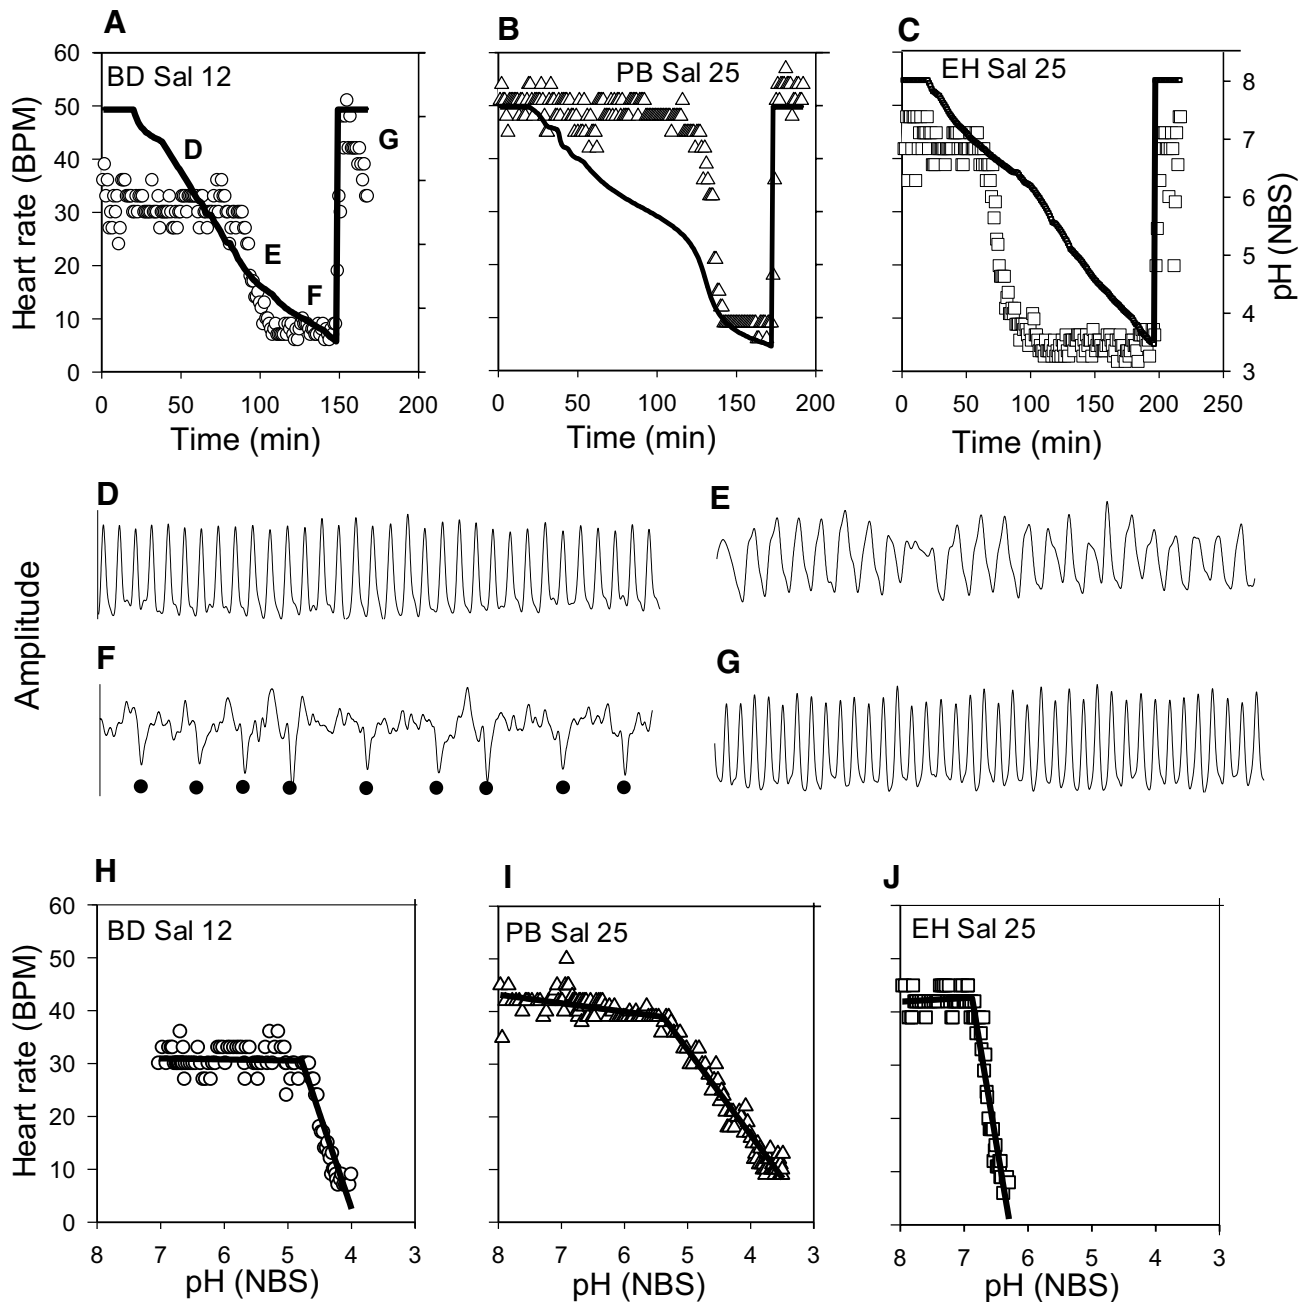 A
B
C
60
50
40
30
20
10
0
Heart rate (BPM)
BD Sal 12
D
E
F
G
PB Sal 25
EH Sal 25
8
7
6
5
4
3
pH (NBS)
0 50 100 150 200
0 50 100 150 200
0 50 100 150 200 250
Time (min)
Time (min)
Time (min)
D
E
Amplitude
F
G
H
I
J
60
50
40
30
20
10
0
Heart rate (BPM)
BD Sal 12
PB Sal 25
EH Sal 25
8 7 6 5 4 3
8 7 6 5 4 3
8 7 6 5 4 3
pH (NBS)
pH (NBS)
pH (NBS)